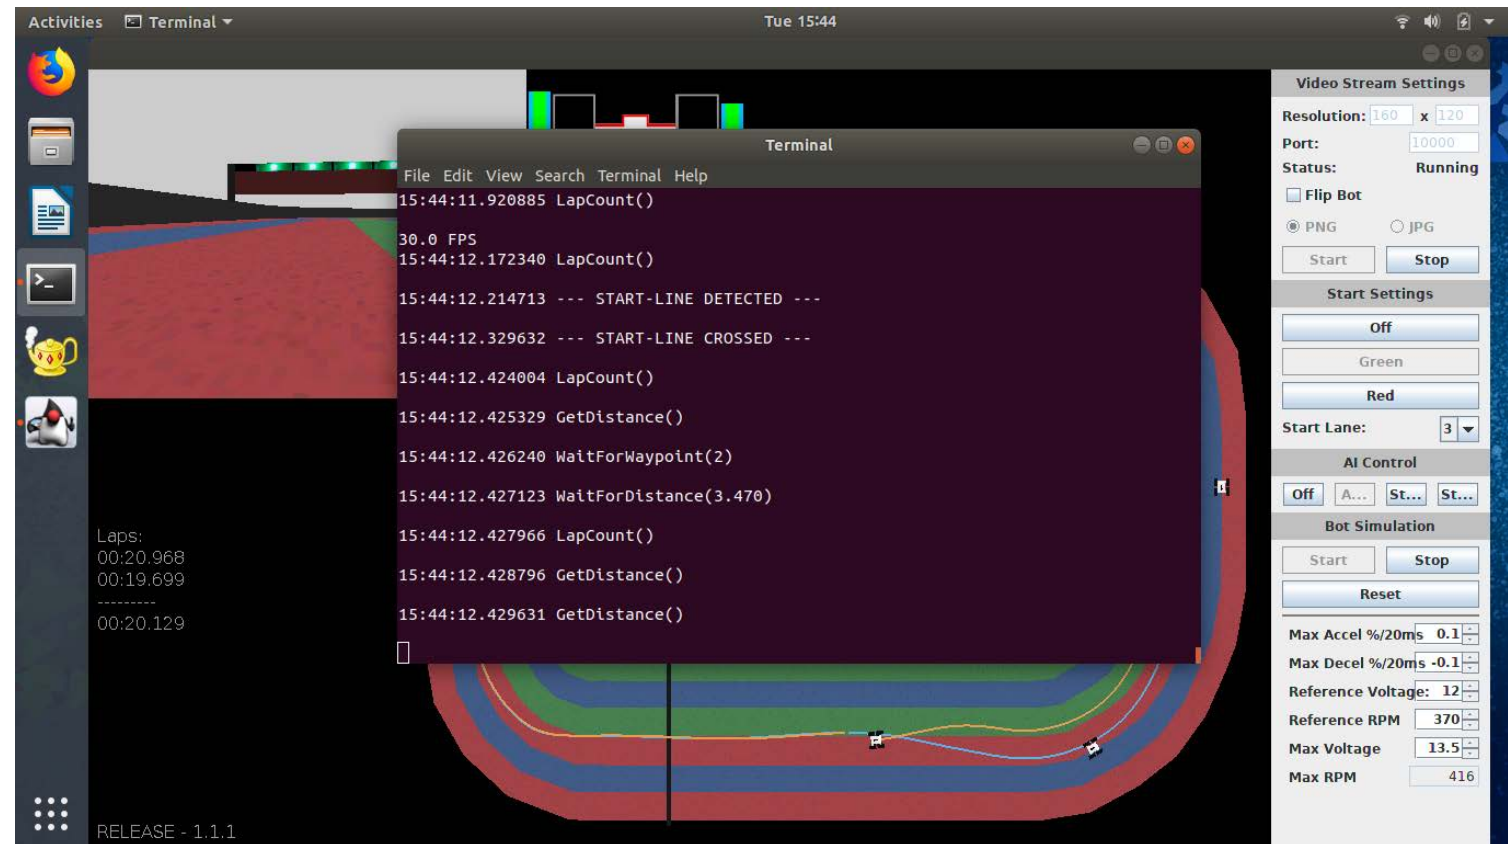 Activities Terminal Tue 15:44
Terminal
File Edit View Search Terminal Help
15:44:11.920885 LapCount()
30.0 FPS
15:44:12.172340 LapCount()
15:44:12.214713 --- START-LINE DETECTED ---
15:44:12.329632 --- START-LINE CROSSED ---
15:44:12.424004 LapCount()
15:44:12.425329 GetDistance()
15:44:12.426240 WaitForWaypoint(2)
15:44:12.427123 WaitForDistance(3.470)
15:44:12.427966 LapCount()
15:44:12.428796 GetDistance()
15:44:12.429631 GetDistance()
Laps:
00:20.968
00:19.699
---------
00:20.129
RELEASE - 1.1.1
Video Stream Settings
Resolution: 160 x 120
Port: 10000
Status: Running
Flip Bot
PNG JPG
Start Stop
Start Settings
Off
Green
Red
Start Lane: 3
AI Control
Off A... St... St...
Bot Simulation
Start Stop
Reset
Max Accel %/20ms 0.1
Max Decel %/20ms -0.1
Reference Voltage: 12
Reference RPM 370
Max Voltage 13.5
Max RPM 416